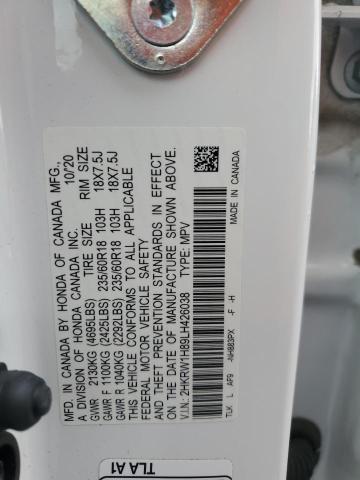 MFD. IN CANADA BY HONDA OF CANADA MFG., 10/20
A DIVISION OF HONDA CANADA INC.
TIRE SIZE RIM SIZE
GVWR 2130KG (4695LBS)
GAWR F 1100KG (2425LBS) 235/60R18 103H 18X7.5J
GAWR R 1040KG (2292LBS) 235/60R18 103H 18X7.5J
THIS VEHICLE CONFORMS TO ALL APPLICABLE
FEDERAL MOTOR VEHICLE SAFETY
AND THEFT PREVENTION STANDARDS IN EFFECT
ON THE DATE OF MANUFACTURE SHOWN ABOVE.
V.I.N: 2HKRW1H89LH426038 TYPE: MPV
-NH883PX MADE IN CANADA
TLK L AF9 -F -H
TLA A1